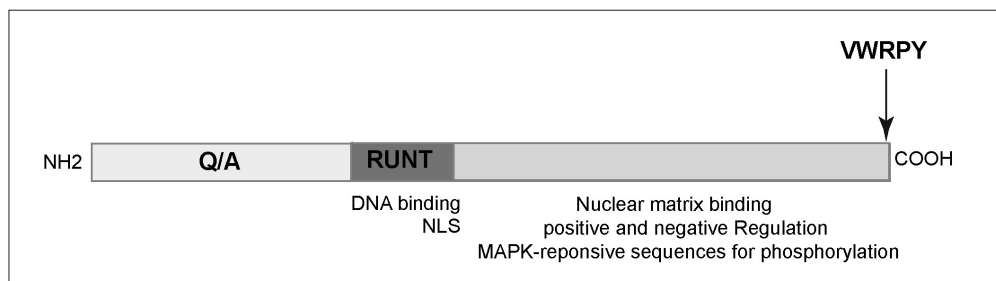 VWRPY
NH2
Q/A
RUNT
COOH
DNA binding
NLS
Nuclear matrix binding
positive and negative Regulation
MAPK-reponsive sequences for phosphorylation